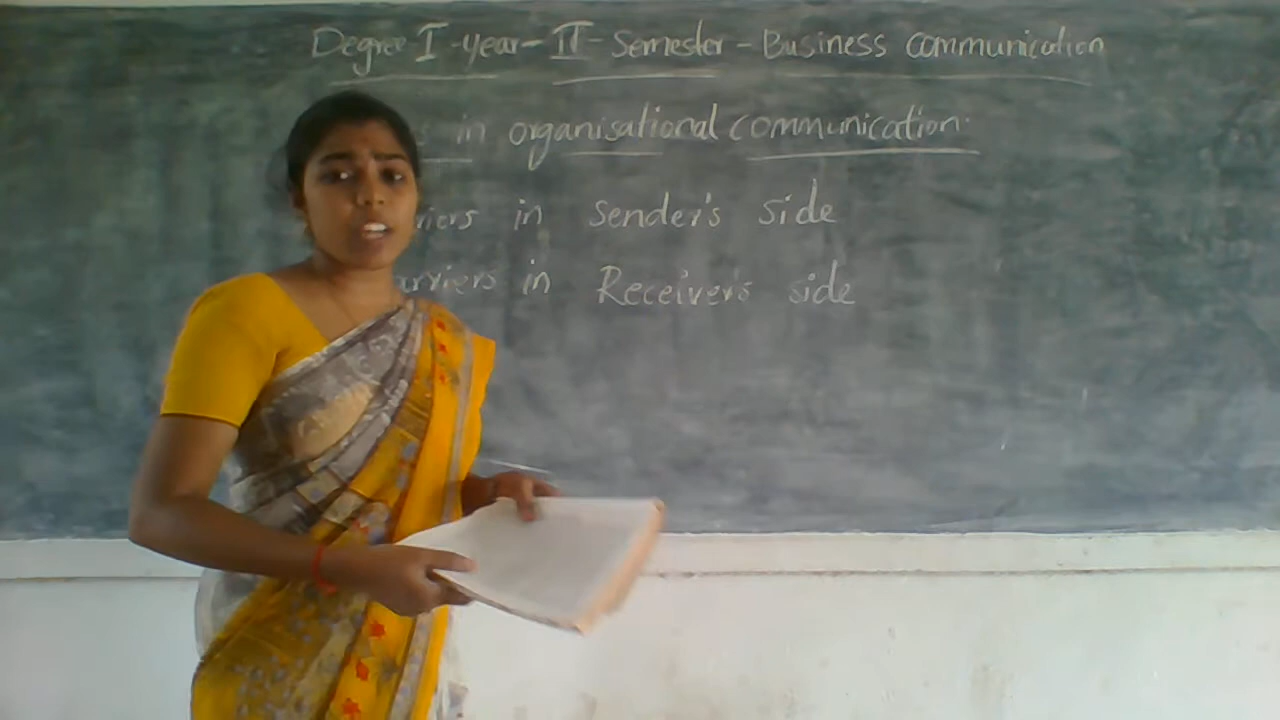 Degree I-year-II-Semester-Business communication
in organisational communication.
in Sender's side
in Receiver's side